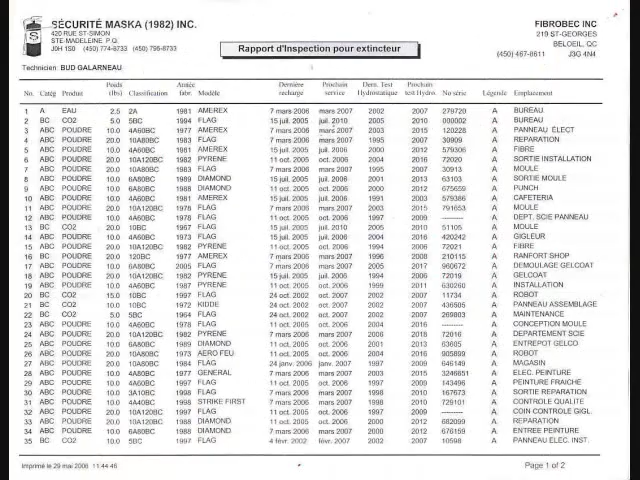 SÉCURITÉ MASKA (1982) INC.
420 RUE ST-SIMON
STE-MADELEINE P.Q.
J0H 1S0 (450) 774-8733 (450) 795-8733
FIBROBEC INC
219 ST-GEORGES
BELOEIL, QC
(450) 467-8611 J3G 4N4
Rapport d'Inspection pour extincteur
Technicien: BUD GALARNEAU
No. Catég Produit Poids (lbs) Classification Année fabr. Modèle Dernière recharge Prochain service Dern. Test Hydrostatique Prochain test Hydro. No série Légende Emplacement
1 A EAU 2.5 2A 1981 AMEREX 7 mars 2006 mars 2007 2002 2007 279720 A BUREAU
2 BC CO2 5.0 5BC 1994 FLAG 15 juil. 2005 juil. 2010 2005 2010 000002 A BUREAU
3 ABC POUDRE 10.0 4A60BC 1997 AMEREX 7 mars 2006 mars 2007 2003 2015 120228 A PANNEAU ÉLECT
4 ABC POUDRE 20.0 10A80BC 1983 FLAG 7 mars 2006 mars 2007 1995 2007 30909 A REPARATION
5 ABC POUDRE 10.0 4A60BC 1982 AMEREX 15 juil. 2005 juil. 2006 2000 2012 579306 A FIBRE
6 ABC POUDRE 20.0 10A120BC 1982 PYRENE 11 oct. 2005 oct. 2006 2004 2016 72020 A SORTIE INSTALLATION
7 ABC POUDRE 20.0 10A80BC 1983 FLAG 7 mars 2006 mars 2007 1995 2007 30913 A MOULE
8 ABC POUDRE 10.0 6A80BC 1989 DIAMOND 15 juil. 2005 juil. 2006 2001 2013 63103 A SORTIE MOULE
9 ABC POUDRE 10.0 6A80BC 1988 DIAMOND 11 oct. 2005 oct. 2006 2000 2012 675659 A PUNCH
10 ABC POUDRE 10.0 4A60BC 1981 AMEREX 7 mars 2006 mars 2007 1991 2003 579386 A CAFETERIA
11 ABC POUDRE 20.0 10A80BC 1978 FLAG 7 mars 2006 mars 2007 2003 2015 791653 A MOULE
12 ABC POUDRE 10.0 4A60BC 1973 FLAG 11 oct. 2005 oct. 2006 1997 2009 --------- A DEPT. SCIE PANNEAU
13 BC CO2 20.0 10BC 1967 FLAG 15 juil. 2005 juil. 2010 2005 2010 51105 A MOULE
14 ABC POUDRE 10.0 4A60BC 1992 FLAG 15 juil. 2005 juil. 2006 2004 2016 420242 A GIGLEUR
15 ABC POUDRE 20.0 10A120BC 1982 PYRENE 11 oct. 2005 oct. 2006 1994 2006 72021 A FIBRE
16 BC POUDRE 20.0 120BC 1977 AMEREX 7 mars 2006 mars 2007 1996 2008 210115 A RANFORT SHOP
17 ABC POUDRE 10.0 6A80BC 2005 FLAG 7 mars 2006 mars 2007 2005 2017 960672 A DEMOULAGE GELCOAT
18 ABC POUDRE 20.0 10A120BC 1982 PYRENE 15 juil. 2005 juil. 2006 1994 2006 72019 A GELCOAT
19 ABC POUDRE 10.0 4A60BC 1987 FLAG 11 oct. 2005 oct. 2006 1999 2011 630260 A INSTALLATION
20 BC CO2 15.0 10BC 1997 FLAG 24 oct. 2002 oct. 2007 2002 2007 11734 A ROBOT
21 BC CO2 10.0 10BC 1972 KIDDE 24 oct. 2002 oct. 2007 2002 2007 436505 A PANNEAU ASSEMBLAGE
22 BC CO2 5.0 5BC 1964 FLAG 24 oct. 2002 oct. 2007 2002 2007 269803 A MAINTENANCE
23 ABC POUDRE 10.0 4A60BC 1978 FLAG 11 oct. 2005 oct. 2006 1997 2009 --------- A CONCEPTION MOULE
24 ABC POUDRE 20.0 10A120BC 1982 PYRENE 7 mars 2006 mars 2007 2006 2018 72016 A DEPARTEMENT SCIE
25 ABC POUDRE 10.0 6A80BC 1989 DIAMOND 11 oct. 2005 oct. 2006 2001 2013 63605 A ENTREPOT GELCO
26 ABC POUDRE 20.0 10A80BC 1973 AERO FEU 11 oct. 2005 oct. 2006 2004 2016 905899 A ROBOT
27 ABC POUDRE 20.0 10A80BC 1984 FLAG 24 janv. 2006 janv. 2007 1997 2009 646149 A MAGASIN
28 ABC POUDRE 10.0 4A80BC 1977 GENERAL 7 mars 2006 mars 2007 2003 2015 3246651 A ELEC. PEINTURE
29 ABC POUDRE 10.0 4A60BC 1997 FLAG 11 oct. 2005 oct. 2006 1997 2009 143496 A PEINTURE FRAICHE
30 ABC POUDRE 10.0 3A10BC 1998 FLAG 7 mars 2006 mars 2007 1998 2010 167673 A SORTIE REPARATION
31 ABC POUDRE 10.0 4A80BC 1998 STRIKE FIRST 7 mars 2006 mars 2007 1998 2010 729101 A CONTROLE QUALITE
32 ABC POUDRE 20.0 10A120BC 1997 FLAG 11 oct. 2005 oct. 2006 1997 2009 --------- A COIN CONTROLE GIGL.
33 ABC POUDRE 10.0 6A80BC 1988 DIAMOND 11 oct. 2005 oct. 2006 2000 2012 682099 A REPARATION
34 ABC POUDRE 10.0 6A80BC 1988 DIAMOND 7 mars 2006 mars 2007 2000 2012 676159 A ENTREE PEINTURE
35 BC CO2 10.0 5BC 1997 FLAG 4 févr. 2002 févr. 2007 2002 2007 10598 A PANNEAU ÉLEC. INST.
Imprimé le 29 mai 2006 11:44:46
Page 1 of 2